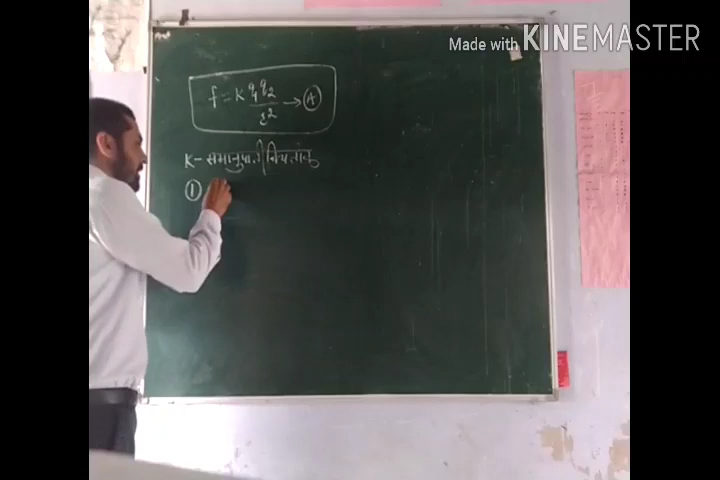 Made with KINEMASTER
f = K q1q2/r2 → (A)
K - समानुपाती नियतांक
①